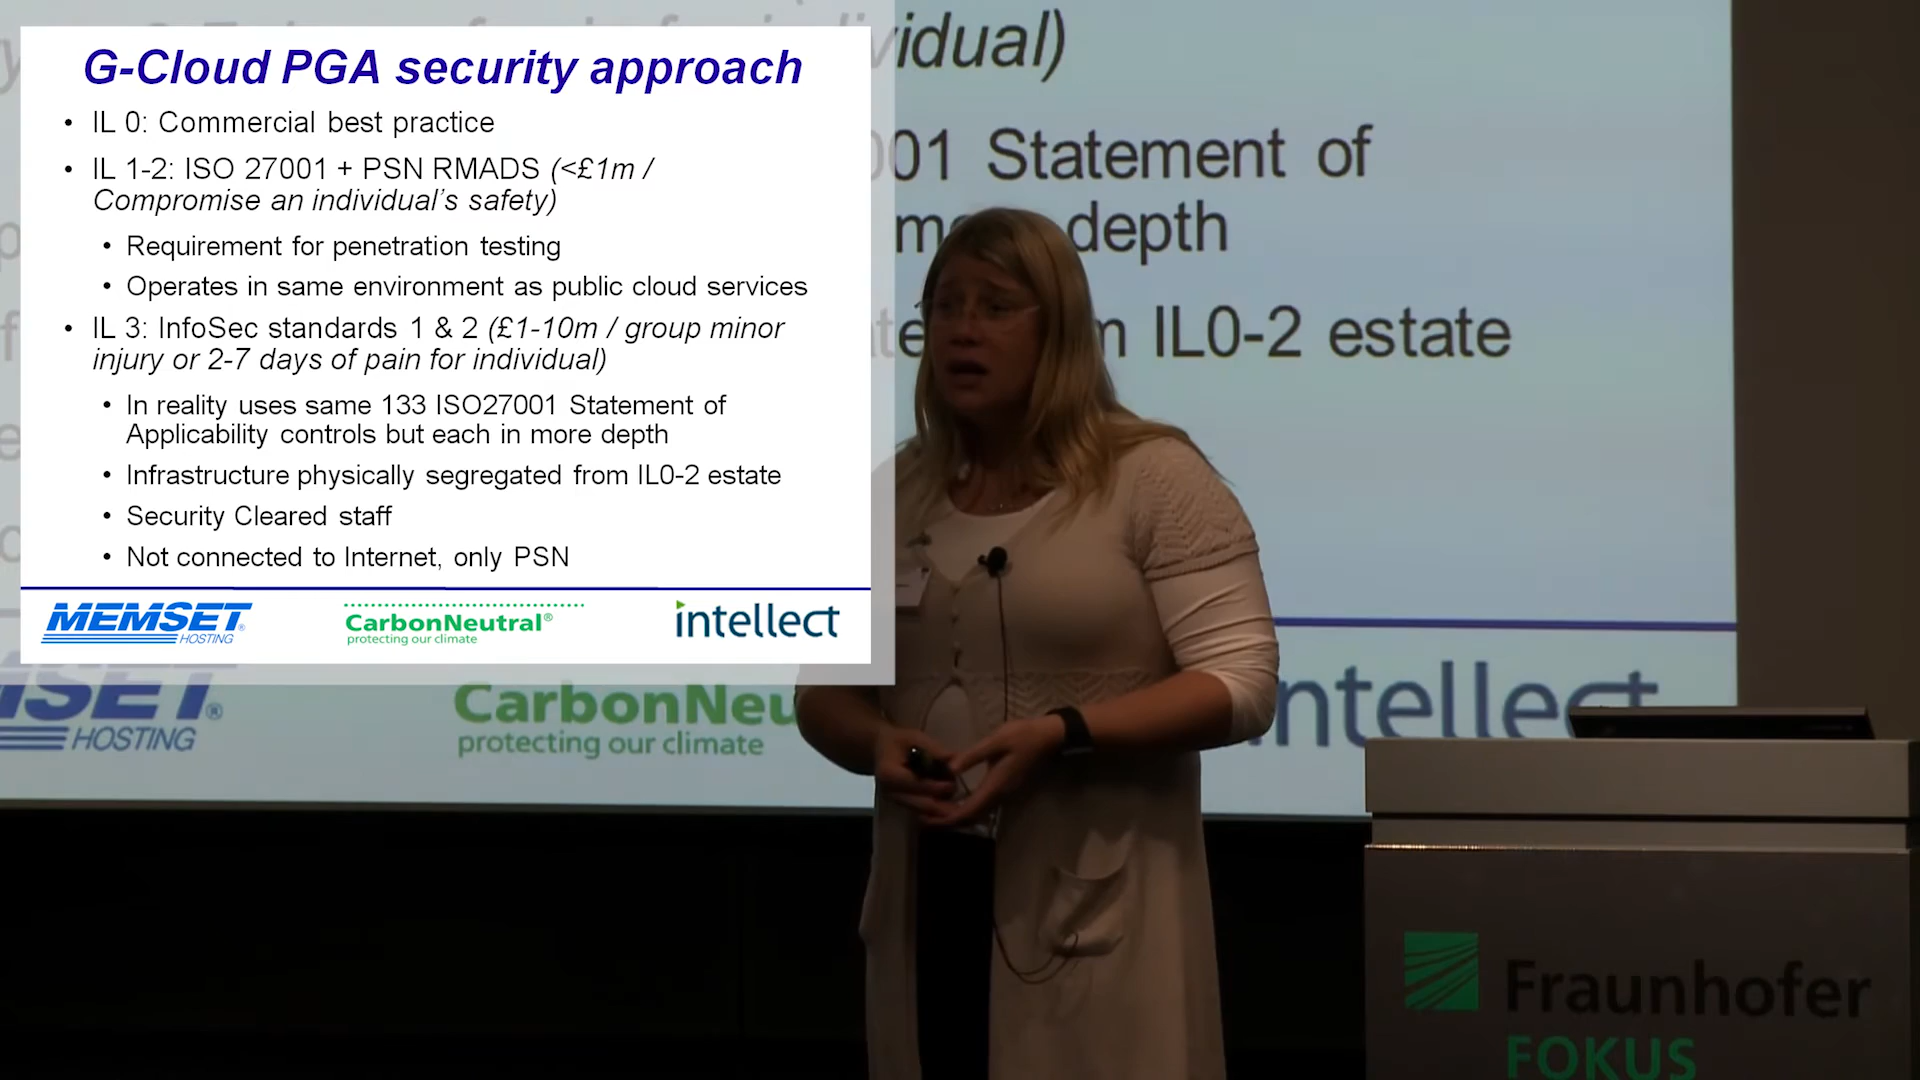 G-Cloud PGA security approach
• IL 0: Commercial best practice
• IL 1-2: ISO 27001 + PSN RMADS (<£1m /
Compromise an individual's safety)
• Requirement for penetration testing
• Operates in same environment as public cloud services
• IL 3: InfoSec standards 1 & 2 (£1-10m / group minor
injury or 2-7 days of pain for individual)
• In reality uses same 133 ISO27001 Statement of
Applicability controls but each in more depth
• Infrastructure physically segregated from IL0-2 estate
• Security Cleared staff
• Not connected to Internet, only PSN
MEMSET®
HOSTING
CarbonNeutral®
protecting our climate
intellect
vidual)
001 Statement of
depth
m IL0-2 estate
MSET®
HOSTING
CarbonNeu
protecting our climate
ntellect
Fraunhofer
FOKUS